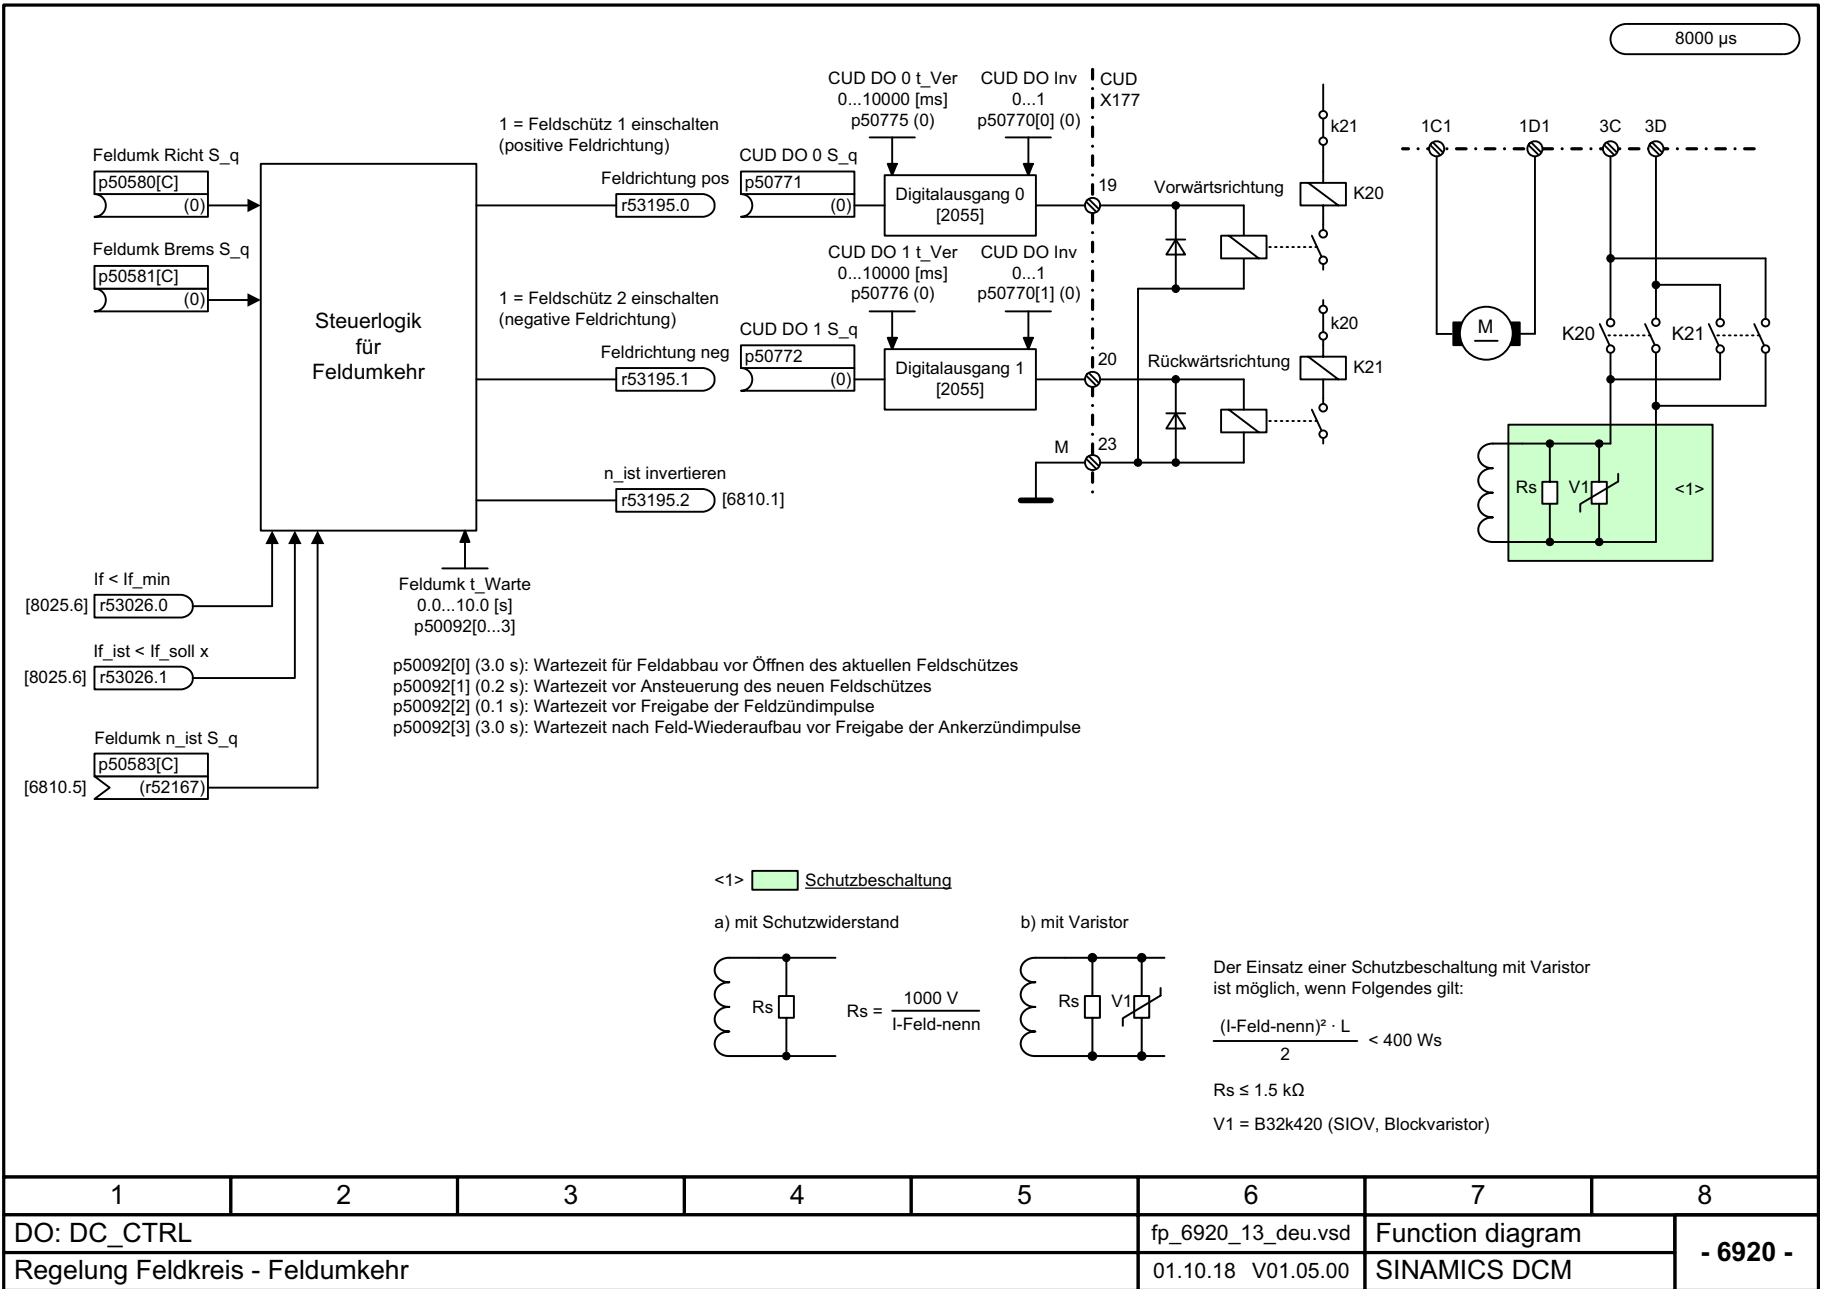 8000 µs
CUD DO 0 t_Ver
0...10000 [ms]
p50775 (0)
CUD DO Inv
0...1
p50770[0] (0)
CUD
X177
1 = Feldschütz 1 einschalten
(positive Feldrichtung)
Feldrichtung pos
r53195.0
CUD DO 0 S_q
p50771
(0)
Digitalausgang 0
[2055]
19
Vorwärtsrichtung
k21
K20
1C1
1D1
3C
3D
Feldumk Richt S_q
p50580[C]
(0)
Feldumk Brems S_q
p50581[C]
(0)
Steuerlogik
für
Feldumkehr
CUD DO 1 t_Ver
0...10000 [ms]
p50776 (0)
CUD DO Inv
0...1
p50770[1] (0)
1 = Feldschütz 2 einschalten
(negative Feldrichtung)
Feldrichtung neg
r53195.1
CUD DO 1 S_q
p50772
(0)
Digitalausgang 1
[2055]
20
Rückwärtsrichtung
k20
K21
M
K20
K21
M
23
n_ist invertieren
r53195.2
[6810.1]
Rs
V1
<1>
If < If_min
[8025.6]
r53026.0
If_ist < If_soll x
[8025.6]
r53026.1
Feldumk n_ist S_q
p50583[C]
[6810.5]
(r52167)
Feldumk t_Warte
0.0...10.0 [s]
p50092[0...3]
p50092[0] (3.0 s): Wartezeit für Feldabbau vor Öffnen des aktuellen Feldschützes
p50092[1] (0.2 s): Wartezeit vor Ansteuerung des neuen Feldschützes
p50092[2] (0.1 s): Wartezeit vor Freigabe der Feldzündimpulse
p50092[3] (3.0 s): Wartezeit nach Feld-Wiederaufbau vor Freigabe der Ankerzündimpulse
<1> Schutzbeschaltung
a) mit Schutzwiderstand
Rs
Rs = 1000 V / I-Feld-nenn
b) mit Varistor
Rs
V1
Der Einsatz einer Schutzbeschaltung mit Varistor
ist möglich, wenn Folgendes gilt:
(I-Feld-nenn)² · L / 2 < 400 Ws
Rs ≤ 1.5 kΩ
V1 = B32k420 (SIOV, Blockvaristor)
1 2 3 4 5 6 7 8
DO: DC_CTRL
fp_6920_13_deu.vsd
Function diagram
- 6920 -
Regelung Feldkreis - Feldumkehr
01.10.18 V01.05.00
SINAMICS DCM